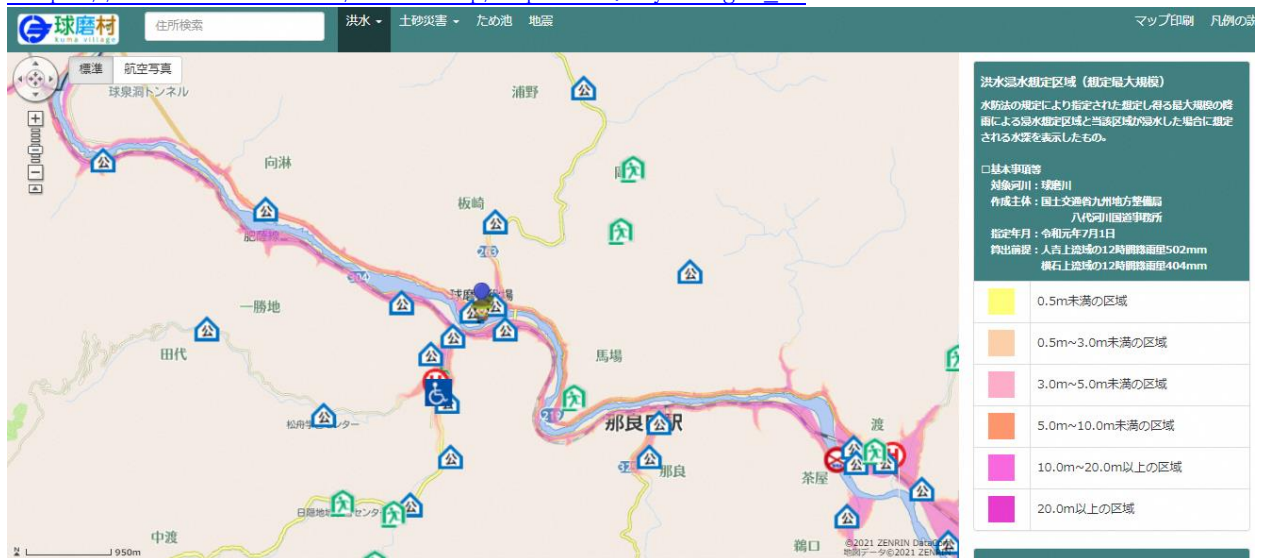 球磨村
kuma village
住所検索
洪水
土砂災害
ため池
地震
マップ印刷
標準
航空写真
球泉洞トンネル
浦野
向淋
板崎
肥薩線
一勝地
田代
馬場
那良口駅
渡
茶屋
那良
中渡
鵜口
950m
©2021 ZENRIN
地図データ©2021 ZENRIN
洪水浸水想定区域（想定最大規模）
水防法の規定により指定された想定し得る最大規模の降
雨による浸水想定区域と当該区域が浸水した場合に想定
される水深を表示したもの。
□基本事項等
対象河川：球磨川
作成主体：国土交通省九州地方整備局
八代河川国道事務所
指定年月：令和元年7月1日
算出前提：人吉上流域の12時間総雨量502mm
横石上流域の12時間総雨量404mm
0.5m未満の区域
0.5m~3.0m未満の区域
3.0m~5.0m未満の区域
5.0m~10.0m未満の区域
10.0m~20.0m以上の区域
20.0m以上の区域